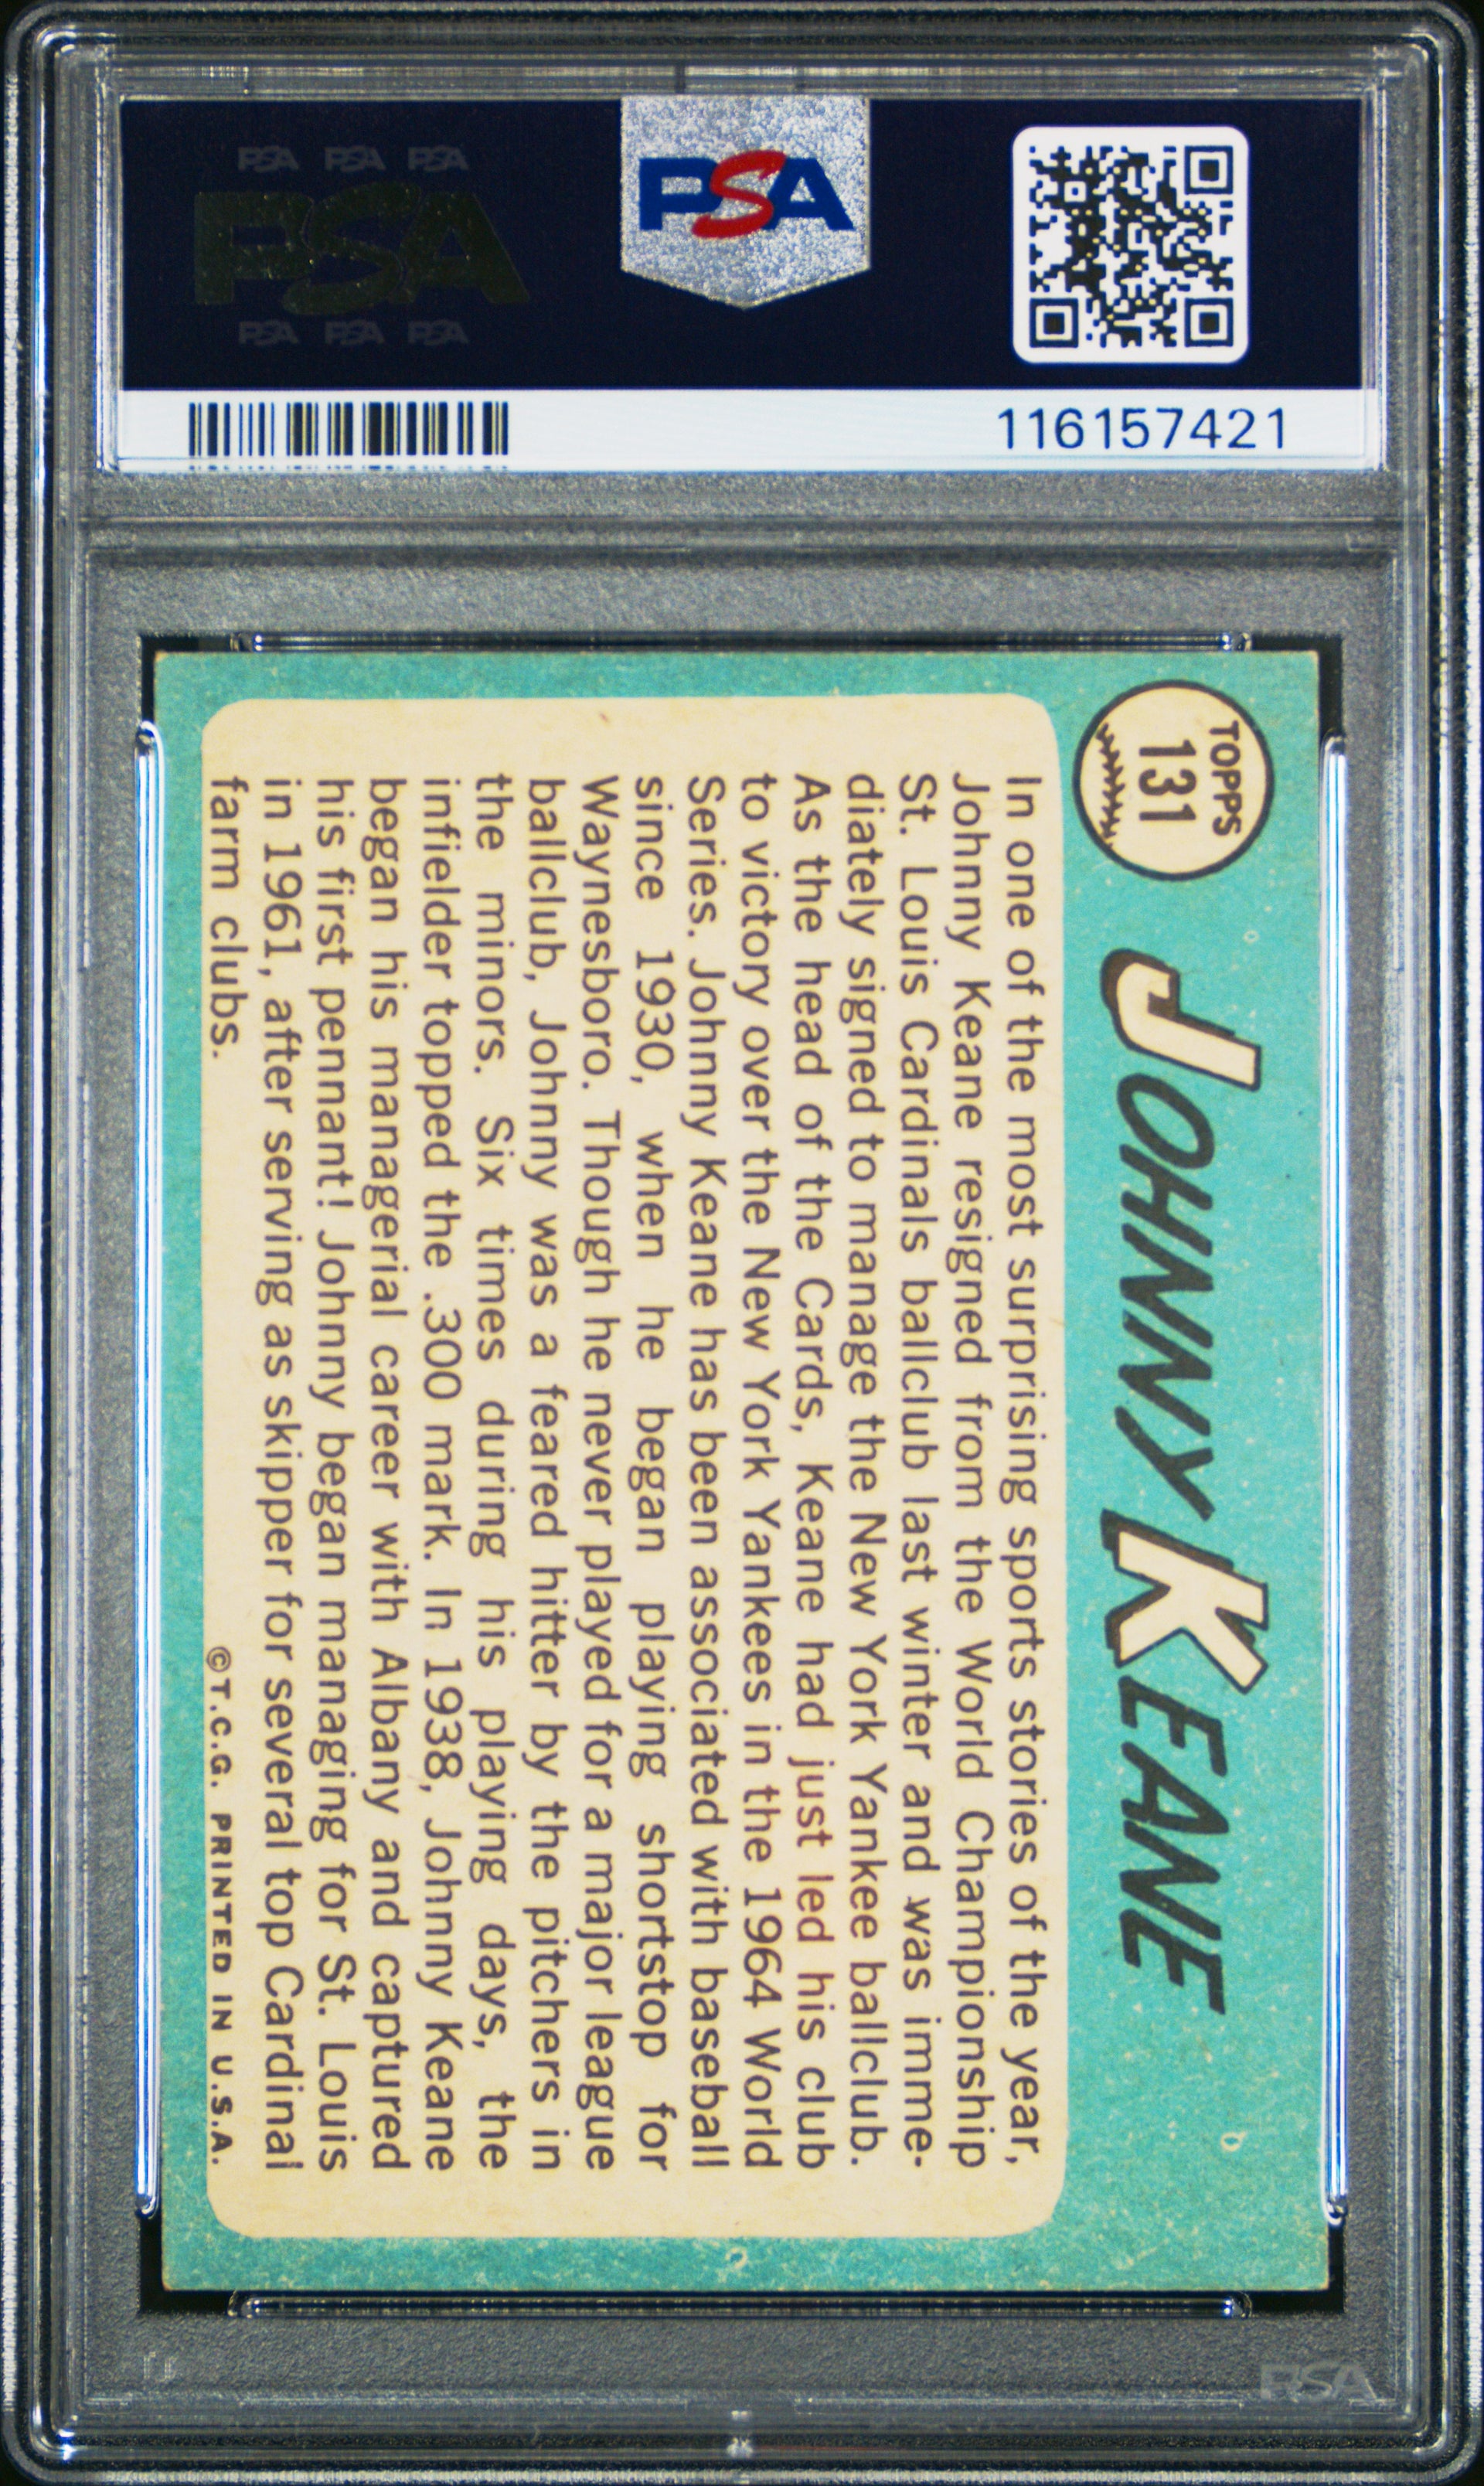 PSA PSA PSA
PSA
PSA PSA PSA
PSA
116157421
TOPPS
131
JOHNNY KEANE
In one of the most surprising sports stories of the year,
Johnny Keane resigned from the World Championship
St. Louis Cardinals ballclub last winter and was imme-
diately signed to manage the New York Yankee ballclub.
As the head of the Cards, Keane had just led his club
to victory over the New York Yankees in the 1964 World
Series. Johnny Keane has been associated with baseball
since 1930, when he began playing shortstop for
Waynesboro. Though he never played for a major league
ballclub, Johnny was a feared hitter by the pitchers in
the minors. Six times during his playing days, the
infielder topped the .300 mark. In 1938, Johnny Keane
began his managerial career with Albany and captured
his first pennant! Johnny began managing for St. Louis
in 1961, after serving as skipper for several top Cardinal
farm clubs.
©T.C.G. PRINTED IN U.S.A.
PSA